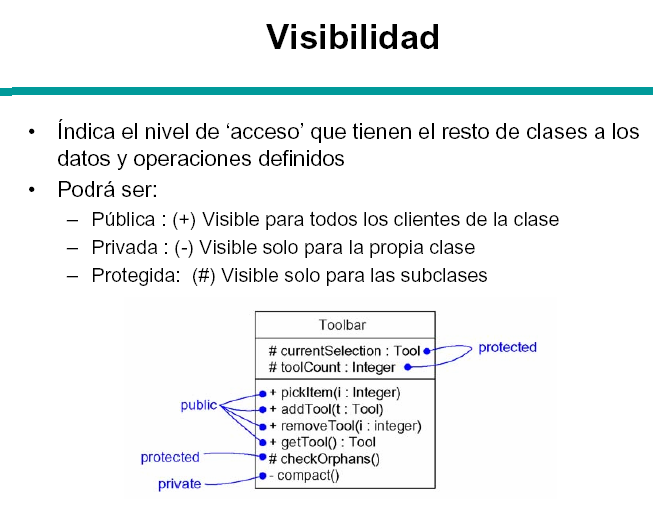 Visibilidad
• Índica el nivel de ‘acceso’ que tienen el resto de clases a los
datos y operaciones definidos
• Podrá ser:
– Pública : (+) Visible para todos los clientes de la clase
– Privada : (-) Visible solo para la propia clase
– Protegida: (#) Visible solo para las subclases
Toolbar
# currentSelection : Tool
protected
# toolCount : Integer
+ pickItem(i : Integer)
public
+ addTool(t : Tool)
+ removeTool(i : integer)
+ getTool() : Tool
protected
# checkOrphans()
private
- compact()